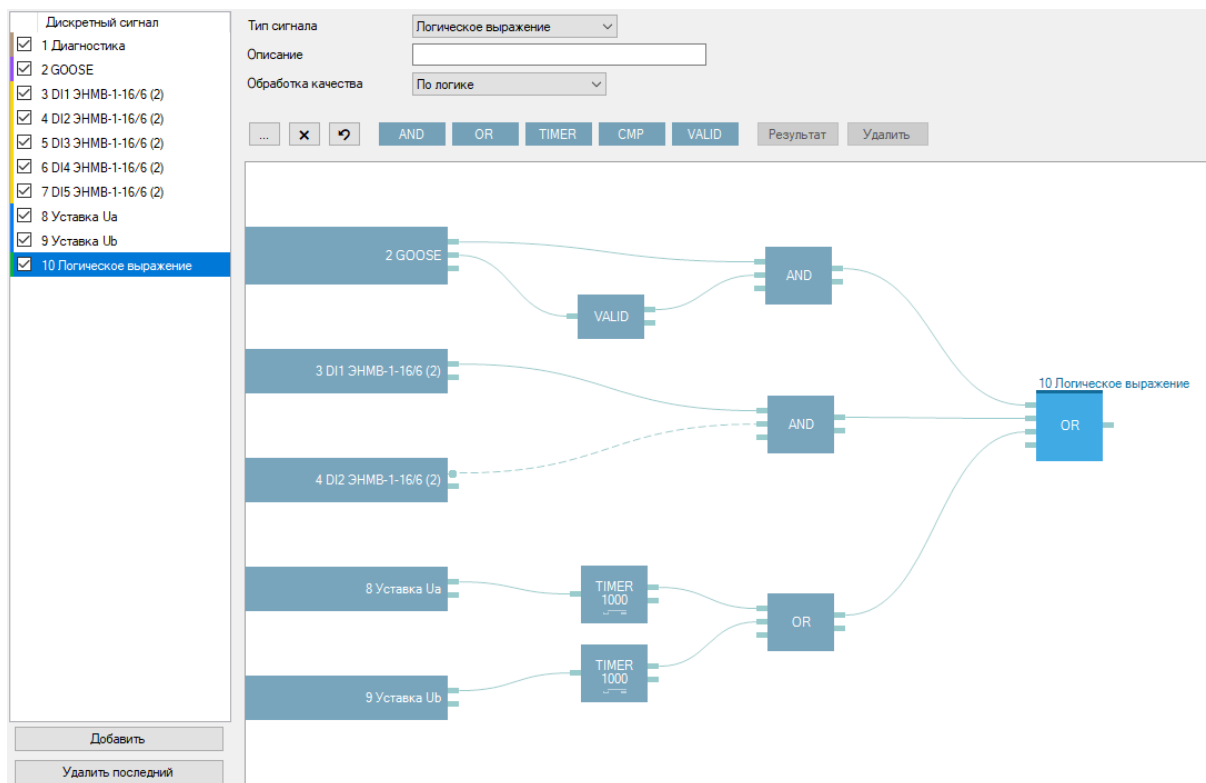 Дискретный сигнал
1 Диагностика
2 GOOSE
3 DI1 ЭНМВ-1-16/6 (2)
4 DI2 ЭНМВ-1-16/6 (2)
5 DI3 ЭНМВ-1-16/6 (2)
6 DI4 ЭНМВ-1-16/6 (2)
7 DI5 ЭНМВ-1-16/6 (2)
8 Уставка Ua
9 Уставка Ub
10 Логическое выражение
Добавить
Удалить последний
Тип сигнала
Логическое выражение
Описание
Обработка качества
По логике
...
AND
OR
TIMER
CMP
VALID
Результат
Удалить
2 GOOSE
AND
VALID
3 DI1 ЭНМВ-1-16/6 (2)
10 Логическое выражение
AND
OR
4 DI2 ЭНМВ-1-16/6 (2)
8 Уставка Ua
TIMER
1000
OR
9 Уставка Ub
TIMER
1000